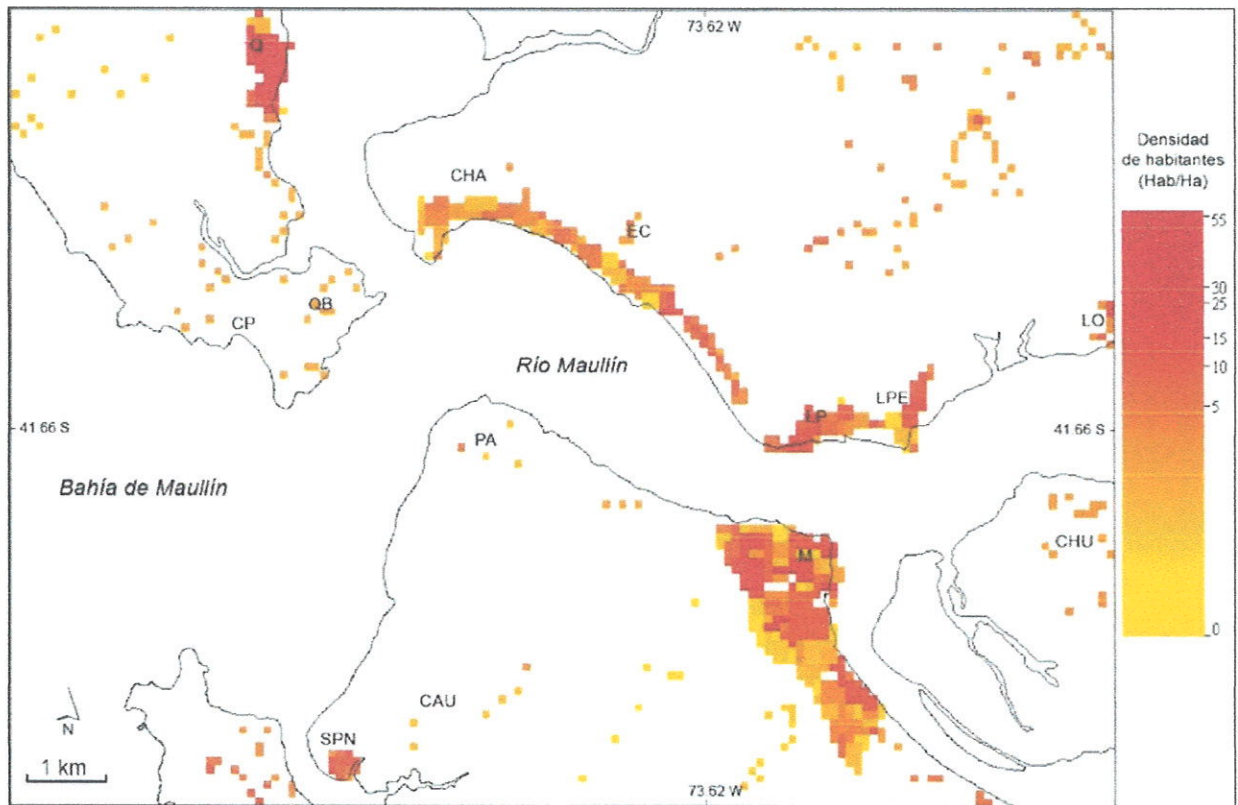 73 62 W
Q
Densidad
de habitantes
(Hab/Ha)
CHA
55
EC
30
25
QB
LO
CP
15
Río Maullín
10
LPE
LP
5
41 66 S
41 66 S
PA
Bahía de Maullín
M
CHU
0
CAU
N
SPN
1 km
73 62 W